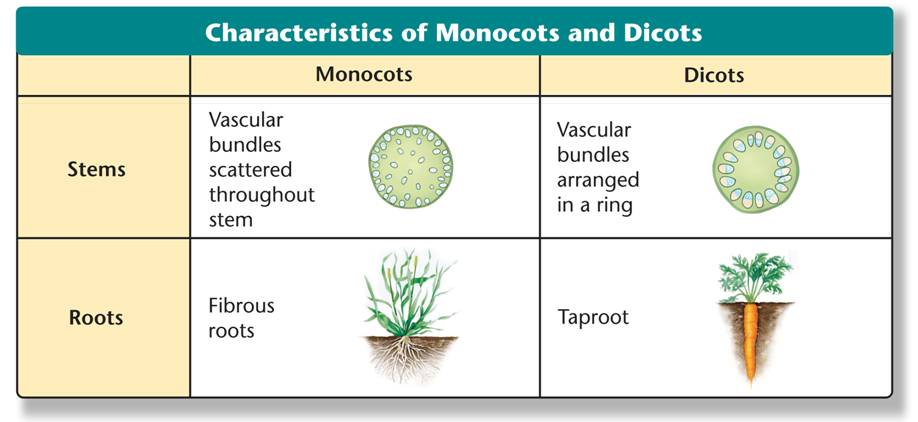 Characteristics of Monocots and Dicots
Monocots
Dicots
Stems
Vascular
bundles
scattered
throughout
stem
Vascular
bundles
arranged
in a ring
Roots
Fibrous
roots
Taproot